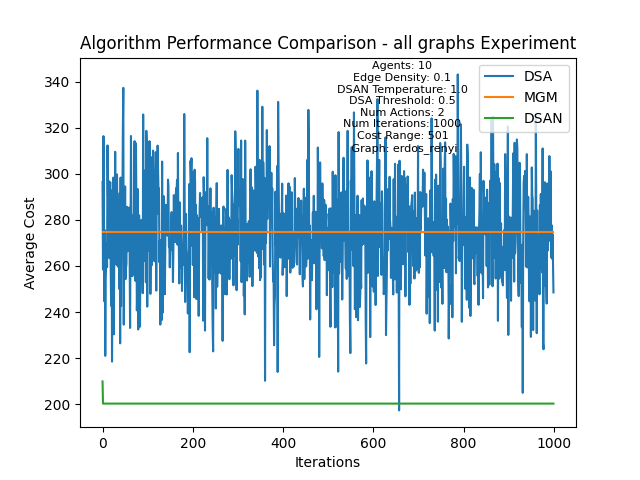 Algorithm Performance Comparison - all graphs Experiment
Agents: 10
Edge Density: 0.1
DSAN Temperature: 1.0
DSA Threshold: 0.5
Num Actions: 2
Num Iterations: 1000
Cost Range: 501
Graph: erdos_renyi
DSA
MGM
DSAN
Average Cost
340
320
300
280
260
240
220
200
0
200
400
600
800
1000
Iterations